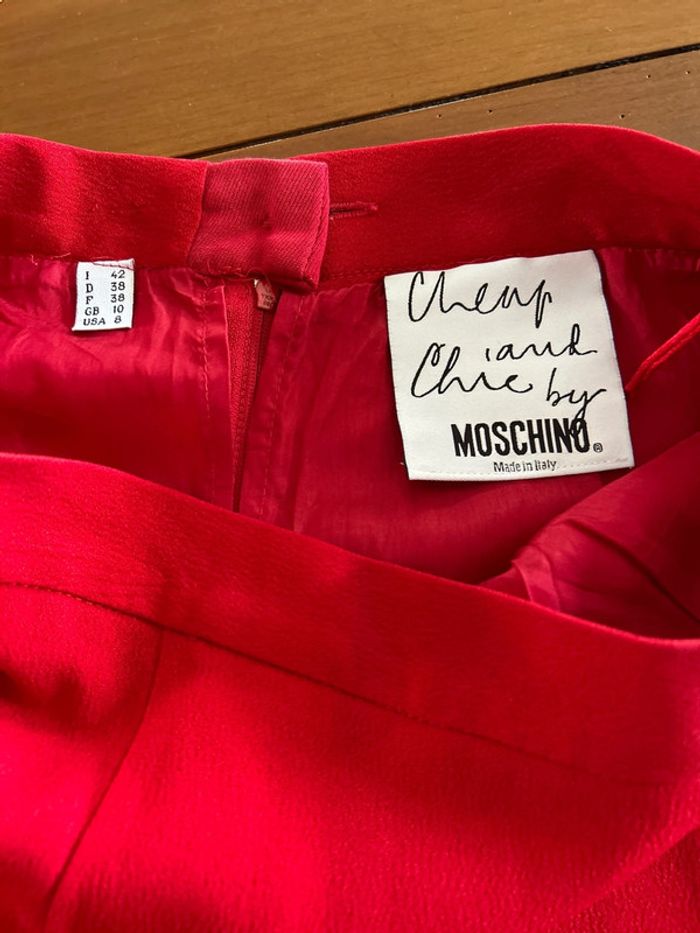 I 42
D 38
F 38
GB 10
USA 8
Cheap
and
Chic by
MOSCHINO®
Made in Italy